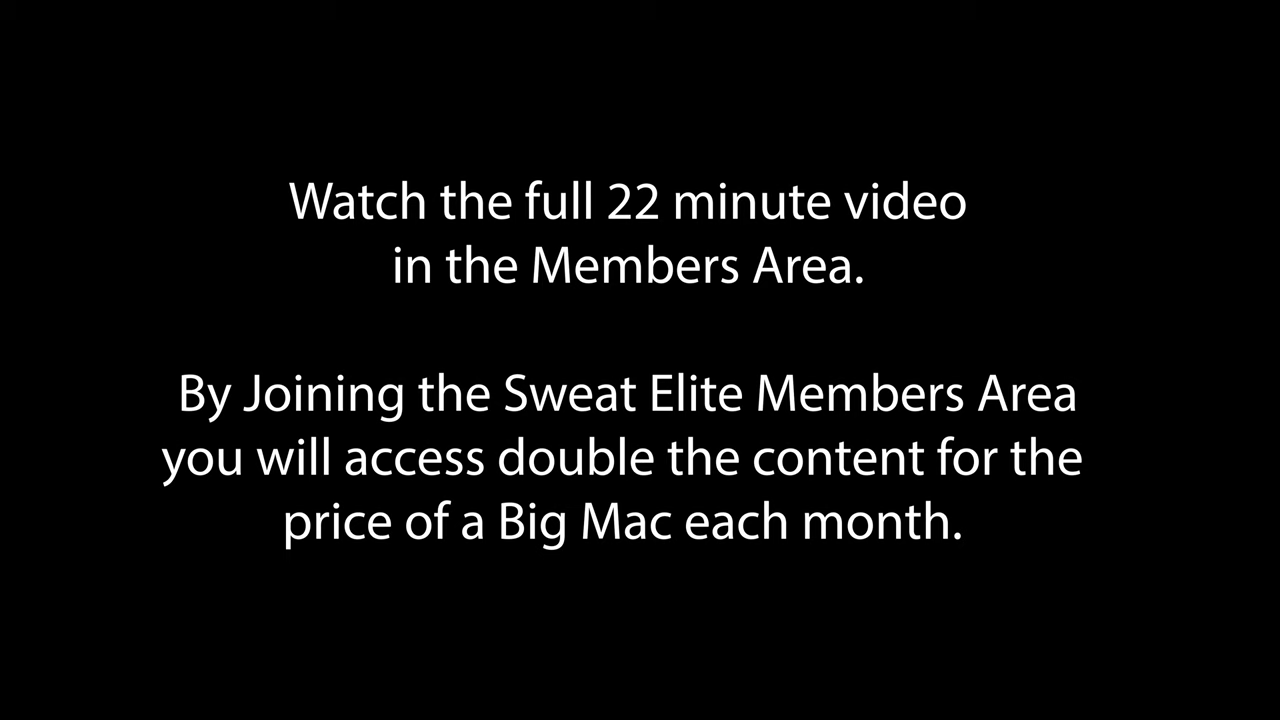 Watch the full 22 minute video
in the Members Area.
By Joining the Sweat Elite Members Area
you will access double the content for the
price of a Big Mac each month.